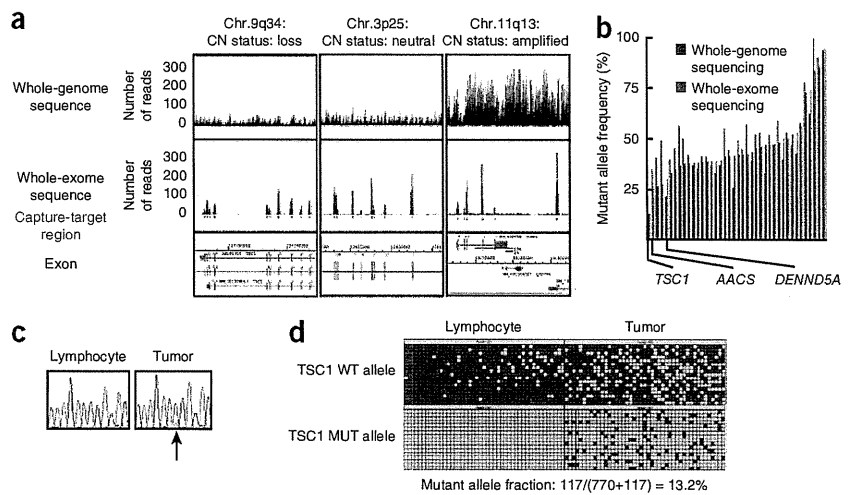 a
Chr.9q34:
CN status: loss
Chr.3p25:
CN status: neutral
Chr.11q13:
CN status: amplified
Whole-genome
sequence
Number
of reads
300
200
100
0
Whole-exome
sequence
Number
of reads
300
200
100
0
Capture-target
region
Exon
b
Mutant allele frequency (%)
100
75
50
25
Whole-genome
sequencing
Whole-exome
sequencing
TSC1
AACS
DENND5A
c
Lymphocyte
Tumor
d
Lymphocyte
Tumor
TSC1 WT allele
TSC1 MUT allele
Mutant allele fraction: 117/(770+117) = 13.2%